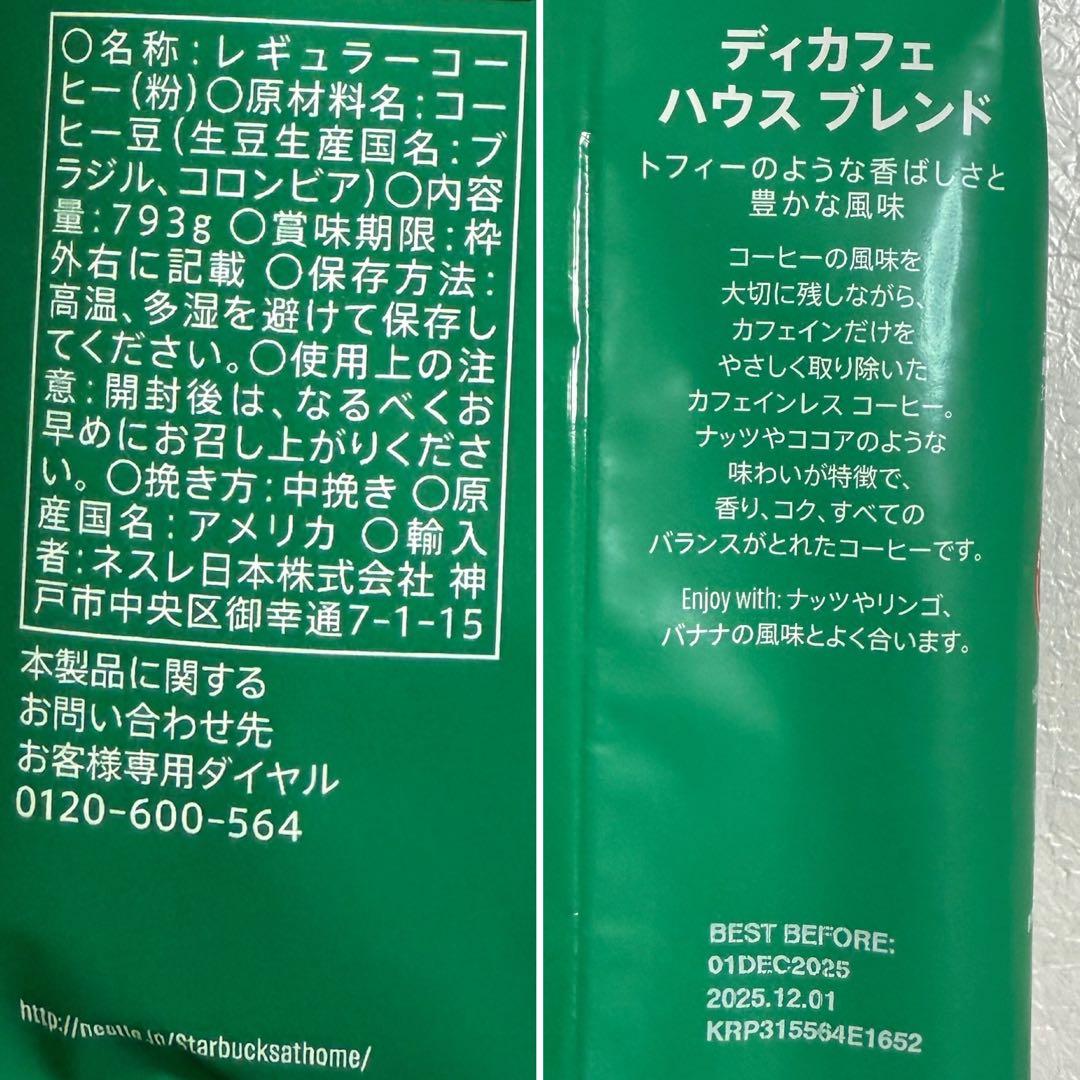 〇名称:レギュラーコー
ヒー(粉)〇原材料名:コー
ヒー豆(生豆生産国名:ブ
ラジル、コロンビア)〇内容
量:793g 〇賞味期限:枠
外右に記載 〇保存方法:
高温、多湿を避けて保存し
てください。〇使用上の注
意:開封後は、なるべくお
早めにお召し上がりくださ
い。〇挽き方:中挽き 〇原
産国名:アメリカ 〇輸入
者:ネスレ日本株式会社 神
戸市中央区御幸通7-1-15
本製品に関する
お問い合わせ先
お客様専用ダイヤル
0120-600-564
http://nestle.jp/Starbucksathome/
ディカフェ
ハウス ブレンド
トフィーのような香ばしさと
豊かな風味
コーヒーの風味を
大切に残しながら、
カフェインだけを
やさしく取り除いた
カフェインレス コーヒー。
ナッツやココアのような
味わいが特徴で、
香り、コク、すべての
バランスがとれたコーヒーです。
Enjoy with: ナッツやリンゴ、
バナナの風味とよく合います。
BEST BEFORE:
01DEC2025
2025.12.01
KRP315564E1652